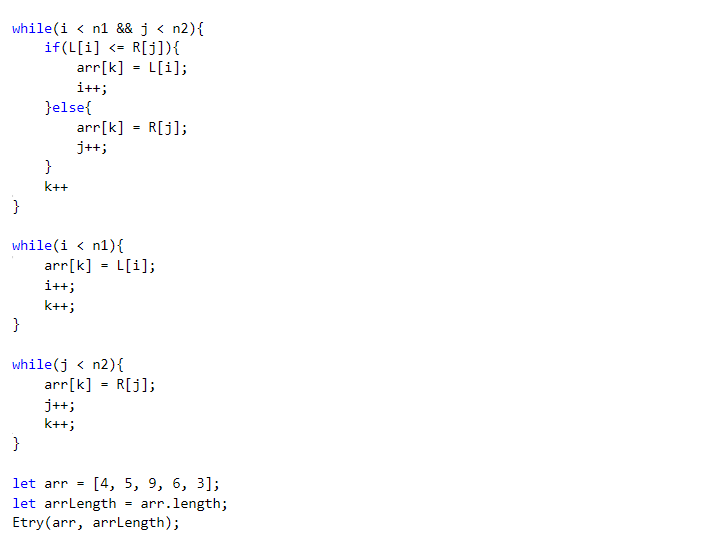 while(i < n1 && j < n2){
    if(L[i] <= R[j]){
        arr[k] = L[i];
        i++;
    }else{
        arr[k] = R[j];
        j++;
    }
    k++
}

while(i < n1){
    arr[k] = L[i];
    i++;
    k++;
}

while(j < n2){
    arr[k] = R[j];
    j++;
    k++;
}

let arr = [4, 5, 9, 6, 3];
let arrLength = arr.length;
Etry(arr, arrLength);